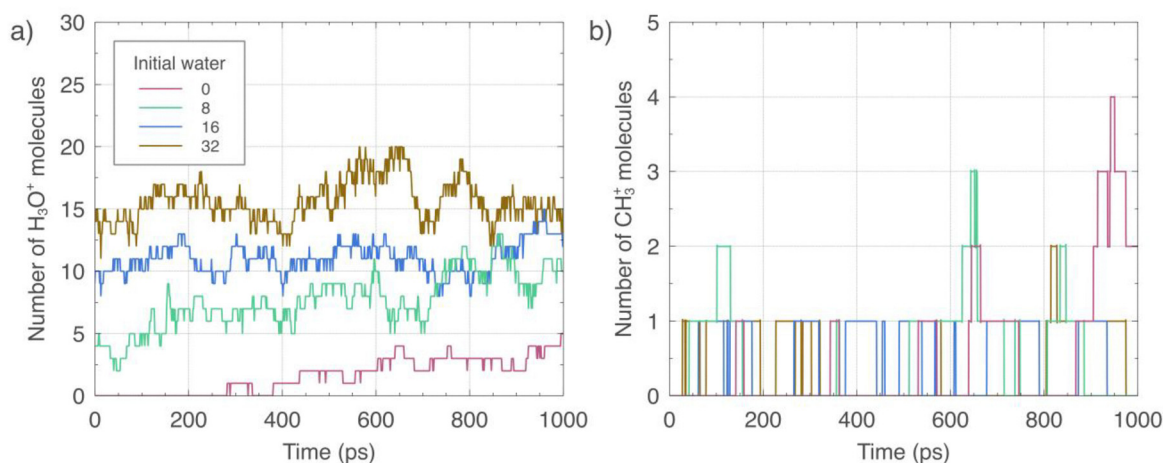 a)
Number of H₃O⁺ molecules
30
25
20
15
10
5
0
Initial water
0
8
16
32
0 200 400 600 800 1000
Time (ps)
b)
Number of CH₃⁺ molecules
5
4
3
2
1
0
0 200 400 600 800 1000
Time (ps)